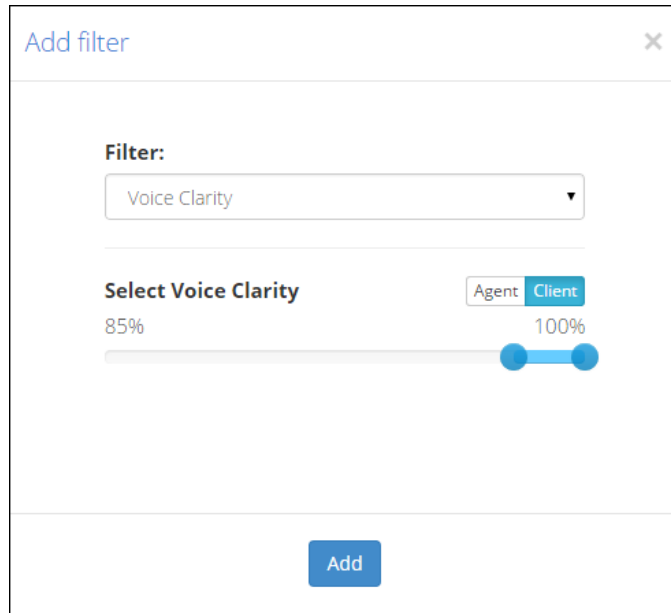 Add filter ×
Filter:
Voice Clarity
Select Voice Clarity Agent Client
85% 100%
Add